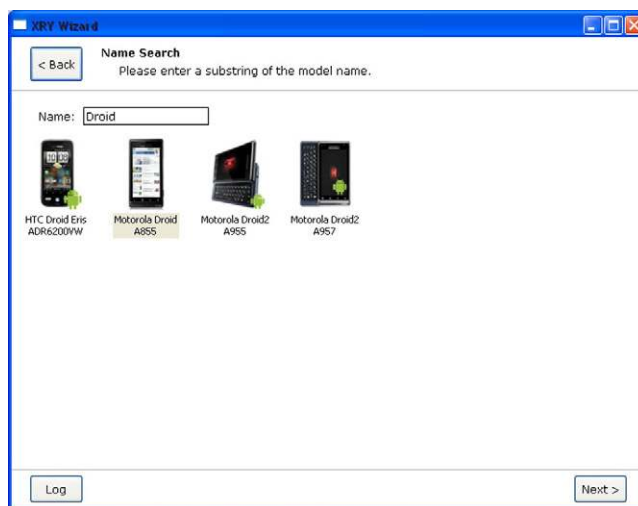 XRY Wizard
< Back
Name Search
Please enter a substring of the model name.
Name: Droid
HTC Droid Eris
ADR6200VW
Motorola Droid
A855
Motorola Droid2
A955
Motorola Droid2
A957
Log
Next >